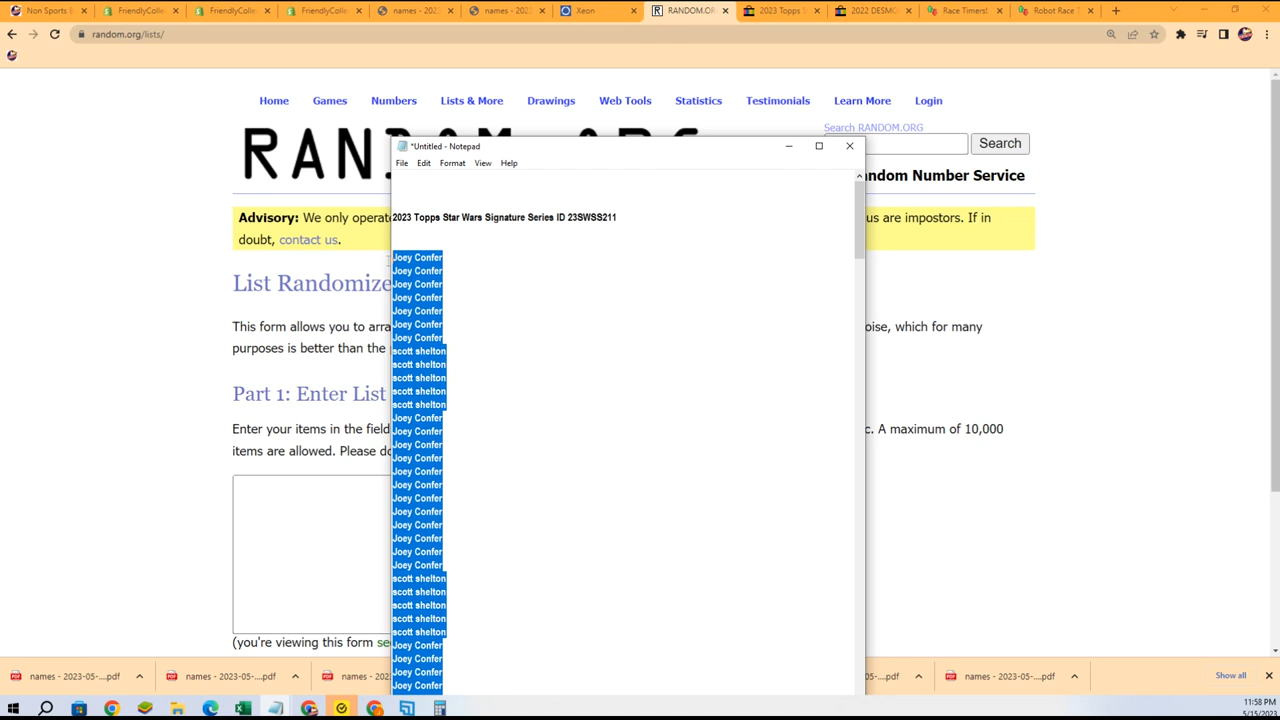 Non Sports B
FriendlyColle
FriendlyColle
FriendlyColle
names - 202
names - 202
Xeon
RANDOM.OR
2023 Topps S
2022 DESMO
Race Timers!
Robot Race T
random.org/lists/
Home
Games
Numbers
Lists & More
Drawings
Web Tools
Statistics
Testimonials
Learn More
Login
Search RANDOM.ORG
Search
*Untitled - Notepad
File
Edit
Format
View
Help
ndom Number Service
Advisory: We only operat
us are impostors. If in
doubt, contact us.
2023 Topps Star Wars Signature Series ID 23SWSS211
List Randomize
This form allows you to arra
oise, which for many
purposes is better than the
Part 1: Enter List
Enter your items in the field
c. A maximum of 10,000
items are allowed. Please do
Joey Confer
Joey Confer
Joey Confer
Joey Confer
Joey Confer
Joey Confer
Joey Confer
scott shelton
scott shelton
scott shelton
scott shelton
scott shelton
Joey Confer
Joey Confer
Joey Confer
Joey Confer
Joey Confer
Joey Confer
Joey Confer
Joey Confer
Joey Confer
Joey Confer
Joey Confer
Joey Confer
scott shelton
scott shelton
scott shelton
scott shelton
scott shelton
Joey Confer
Joey Confer
Joey Confer
Joey Confer
(you're viewing this form se
names - 2023-05-....pdf
names - 2023-05-....pdf
names - 2023-05
-....pdf
names - 2023-05-....pdf
Show all
11:58 PM
5/15/2023